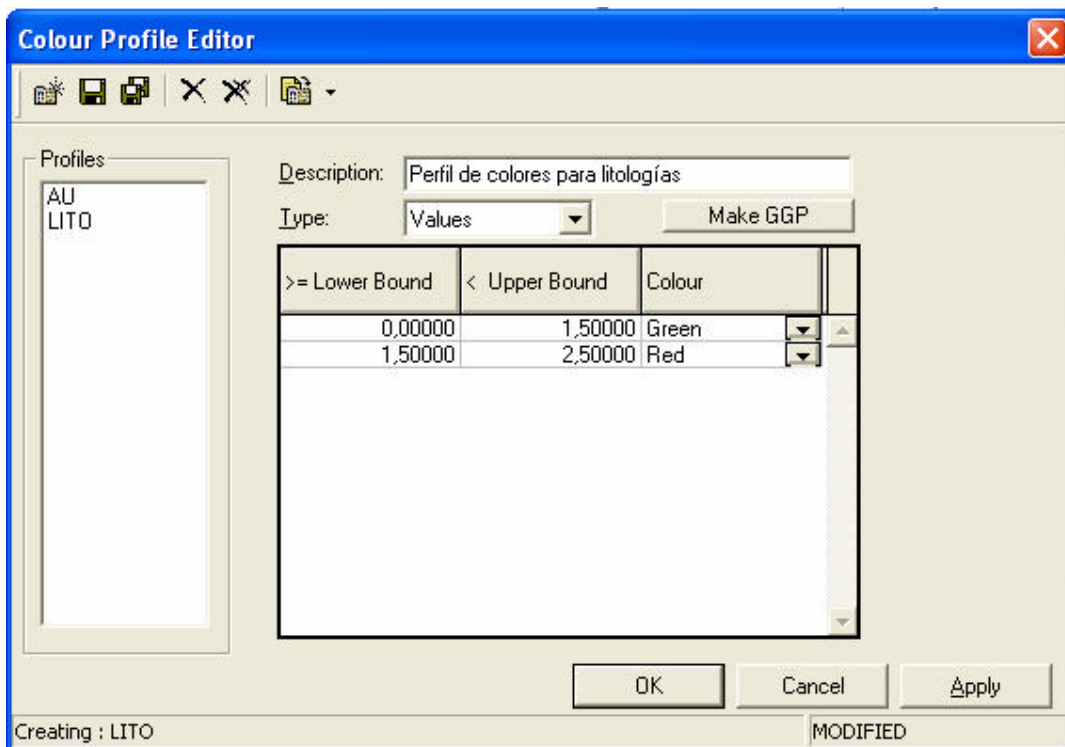 Colour Profile Editor
Profiles
AU
LITO
Description: Perfil de colores para litologías
Type: Values Make GGP
>= Lower Bound < Upper Bound Colour
0,00000 1,50000 Green
1,50000 2,50000 Red
OK Cancel Apply
Creating : LITO MODIFIED